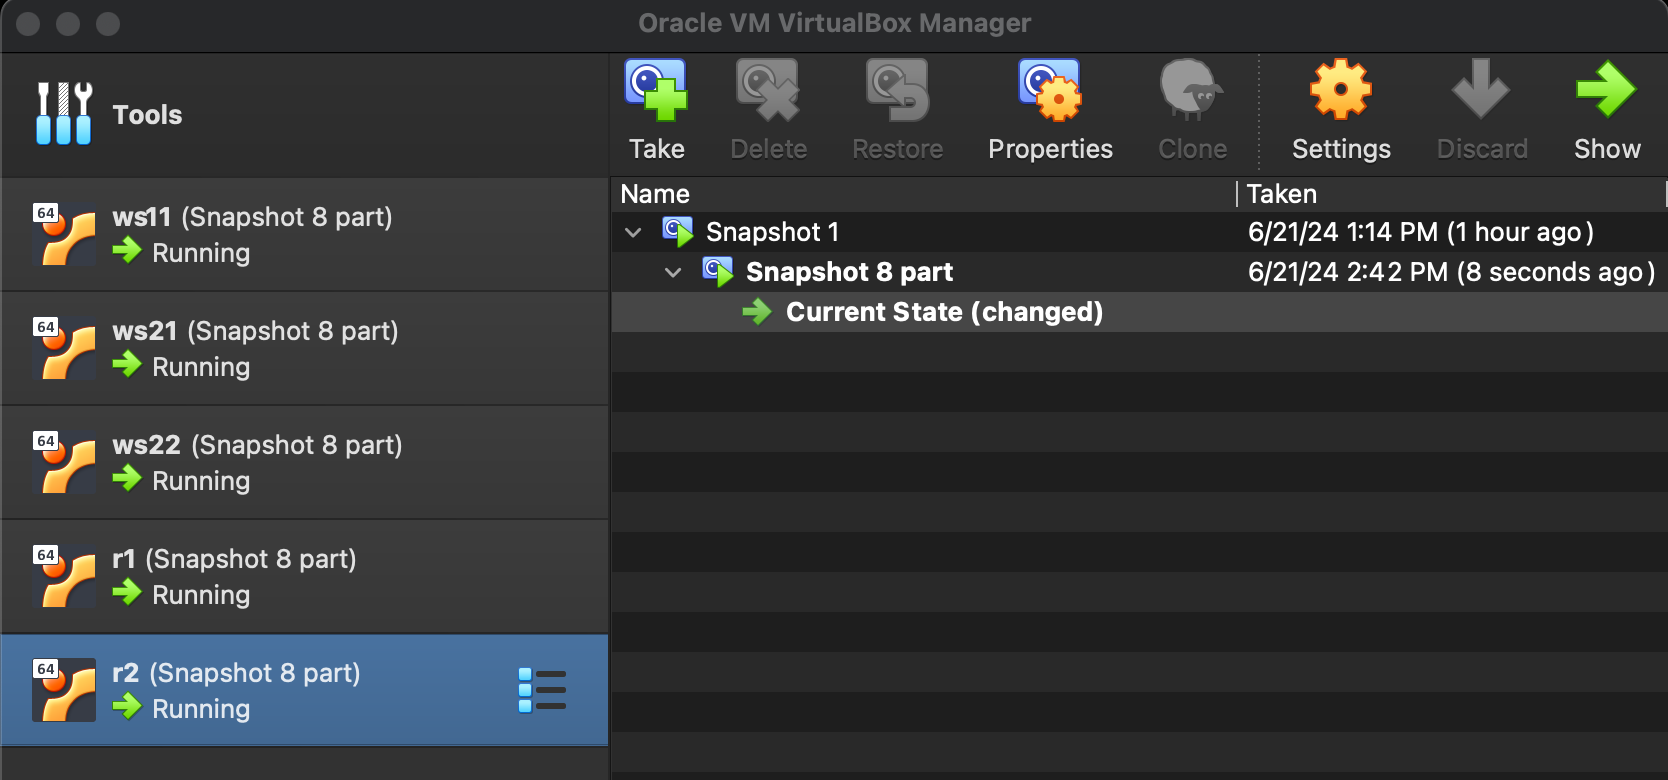 Oracle VM VirtualBox Manager
Tools
Take Delete Restore Properties Clone Settings Discard Show
64 ws11 (Snapshot 8 part)
Running
64 ws21 (Snapshot 8 part)
Running
64 ws22 (Snapshot 8 part)
Running
64 r1 (Snapshot 8 part)
Running
64 r2 (Snapshot 8 part)
Running
Name Taken
Snapshot 1 6/21/24 1:14 PM (1 hour ago)
Snapshot 8 part 6/21/24 2:42 PM (8 seconds ago)
Current State (changed)